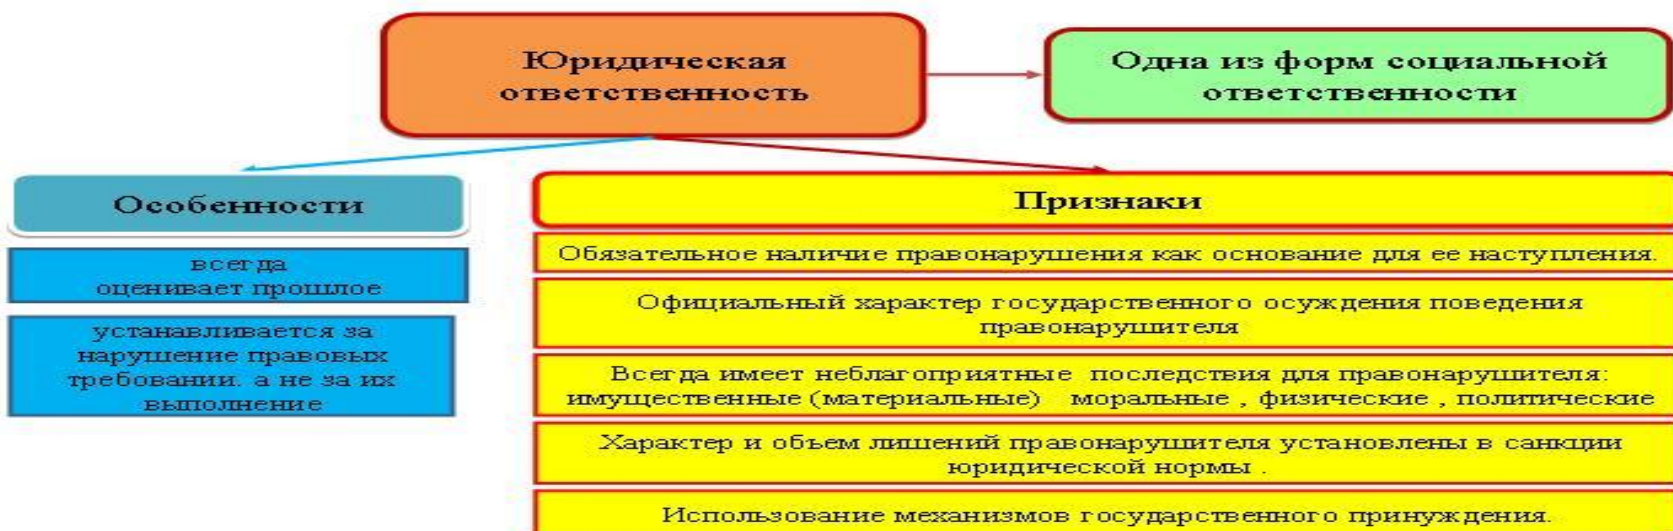 Юридическая
ответственность
Одна из форм социальной
ответственности
Особенности
всегда
оценивает прошлое
устанавливается за
нарушение правовых
требовании. а не за их
выполнение
Признаки
Обязательное наличие правонарушения как основание для ее наступления.
Официальный характер государственного осуждения поведения
правонарушителя
Всегда имеет неблагоприятные последствия для правонарушителя:
имущественные (материальные) моральные , физические , политические
Характер и объем лишений правонарушителя установлены в санкции
юридической нормы .
Использование механизмов государственного принуждения.